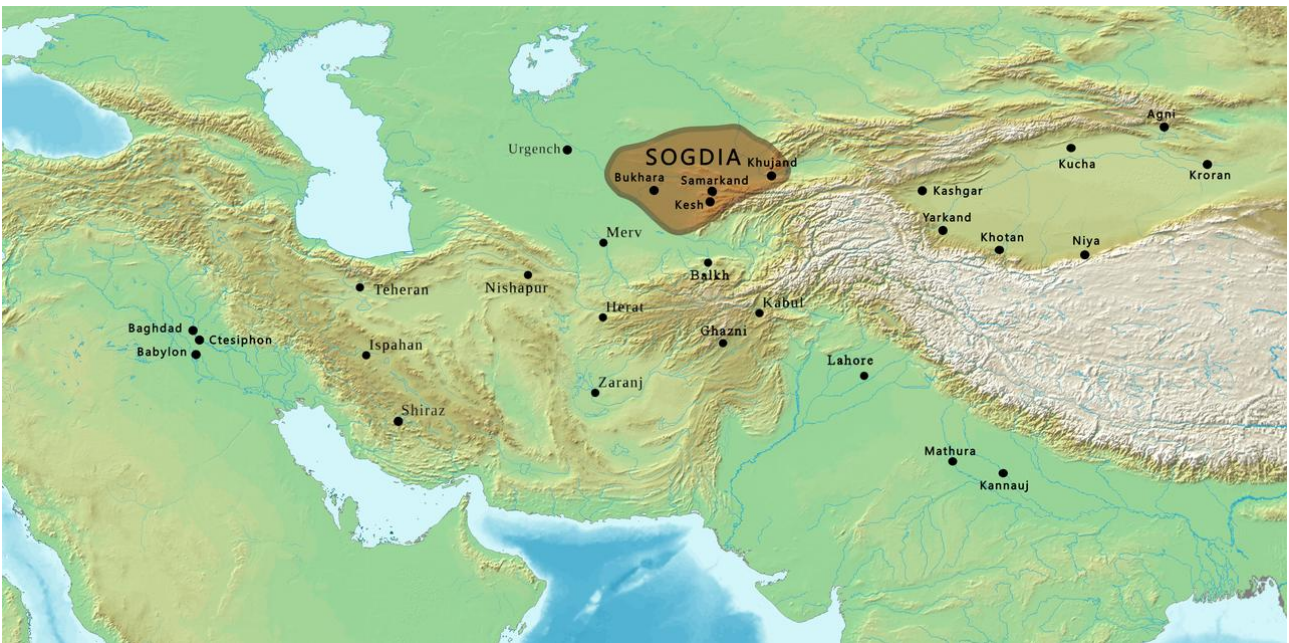 Agni
Urgench
SOGDIA
Khujand
Kucha
Kroran
Bukhara
Samarkand
Kashgar
Kesh
Yarkand
Merv
Khotan
Niya
Balkh
Teheran
Nishapur
Herat
Kabul
Baghdad
Ctesiphon
Ghazni
Babylon
Ispahan
Lahore
Zaranj
Shiraz
Mathura
Kannauj